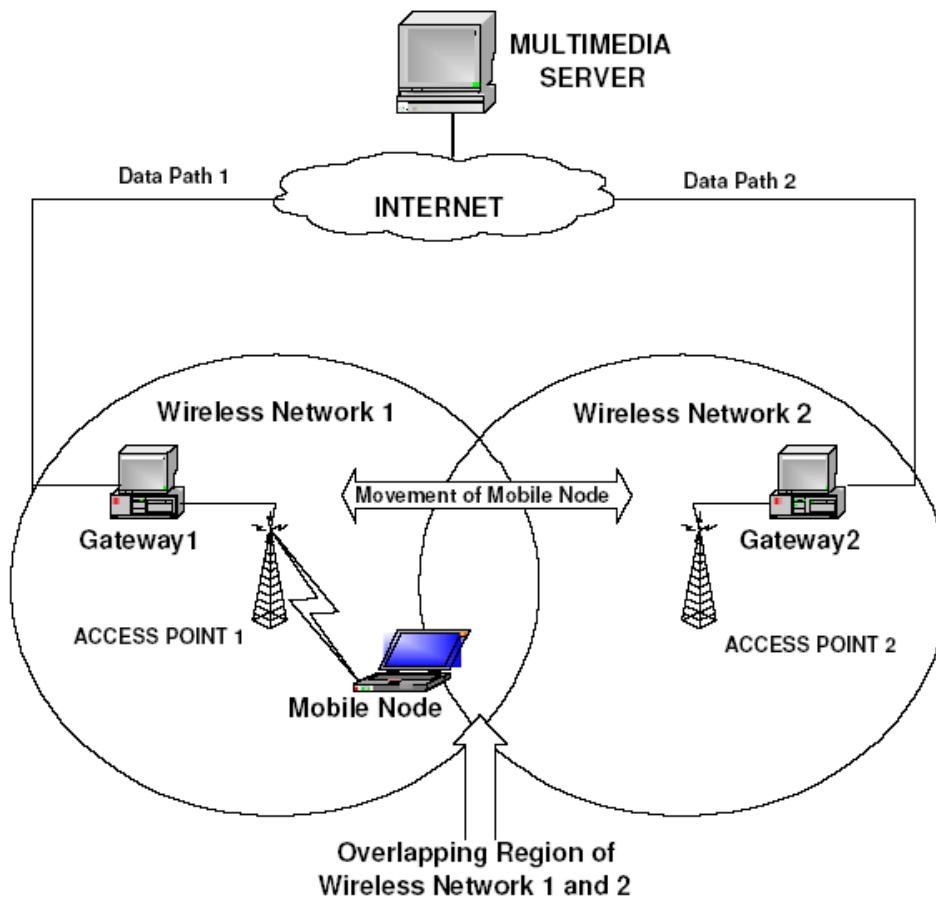 MULTIMEDIA
SERVER
Data Path 1
Data Path 2
INTERNET
Wireless Network 1
Wireless Network 2
Movement of Mobile Node
Gateway1
Gateway2
ACCESS POINT 1
ACCESS POINT 2
Mobile Node
Overlapping Region of
Wireless Network 1 and 2